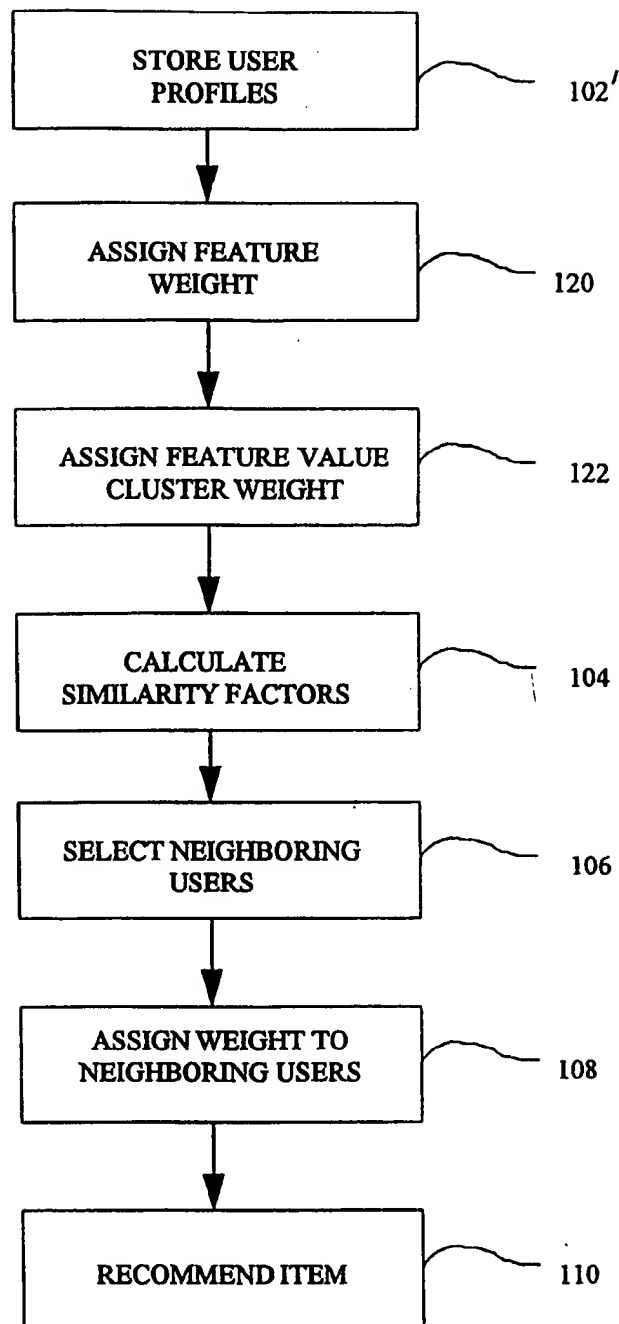 STORE USER
PROFILES
102'
ASSIGN FEATURE
WEIGHT
120
ASSIGN FEATURE VALUE
CLUSTER WEIGHT
122
CALCULATE
SIMILARITY FACTORS
104
SELECT NEIGHBORING
USERS
106
ASSIGN WEIGHT TO
NEIGHBORING USERS
108
RECOMMEND ITEM
110